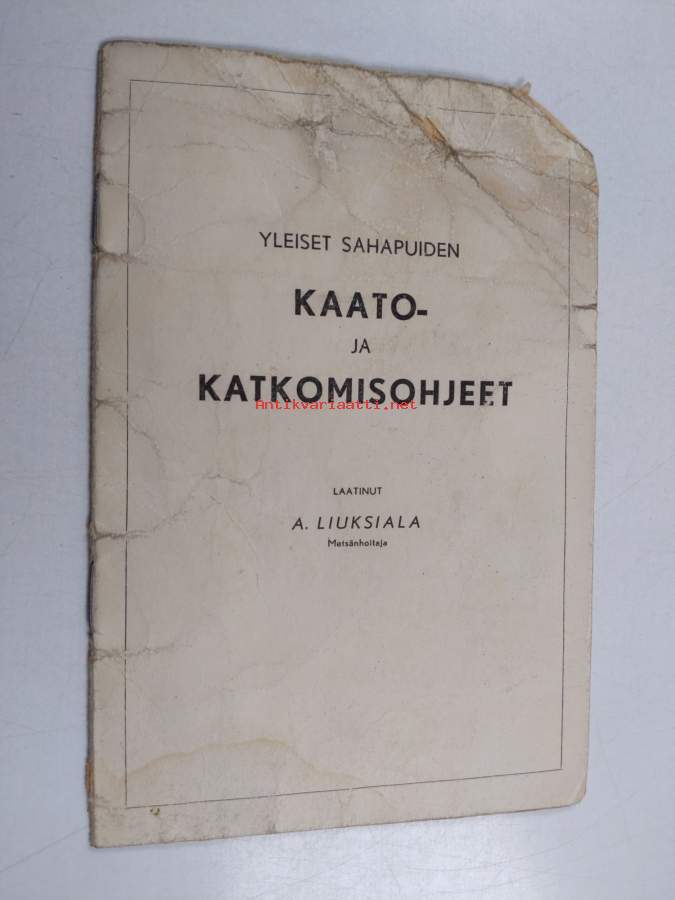 YLEISET SAHAPUIDEN
KAATO-
JA
KATKOMISOHJEET
Antikvariaatti.net
LAATINUT
A. LIUKSIALA
Metsänhoitaja